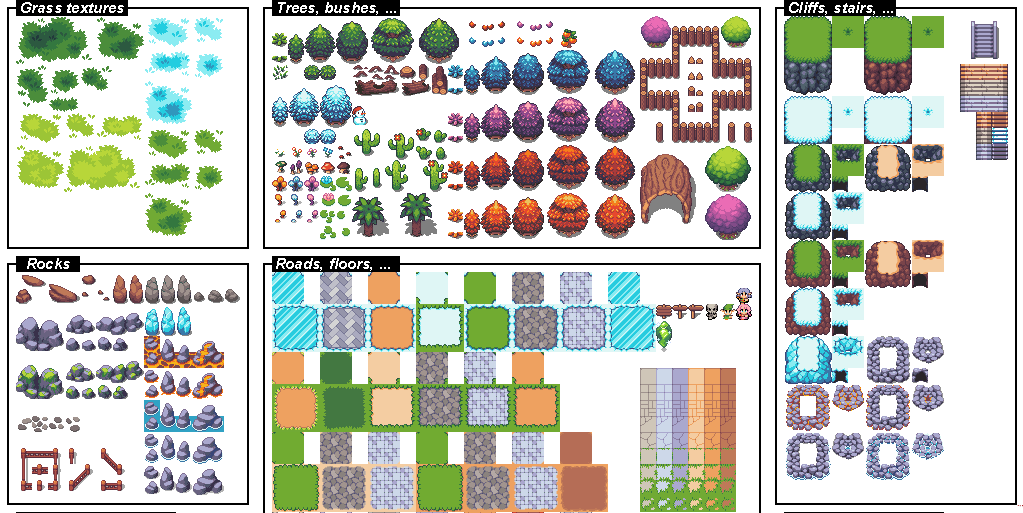 Grass textures
Trees, bushes, ...
Cliffs, stairs, ...
Rocks
Roads, floors, ...